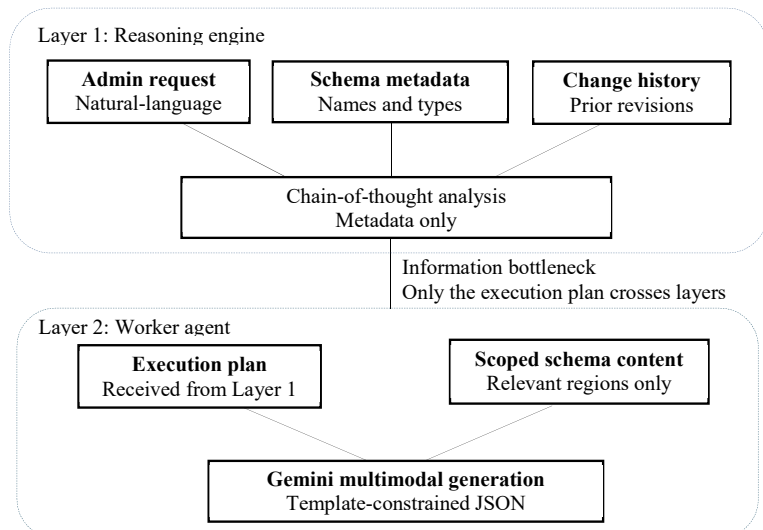 Layer 1: Reasoning engine
Admin request
Natural-language
Schema metadata
Names and types
Change history
Prior revisions
Chain-of-thought analysis
Metadata only
Information bottleneck
Only the execution plan crosses layers
Layer 2: Worker agent
Execution plan
Received from Layer 1
Scoped schema content
Relevant regions only
Gemini multimodal generation
Template-constrained JSON